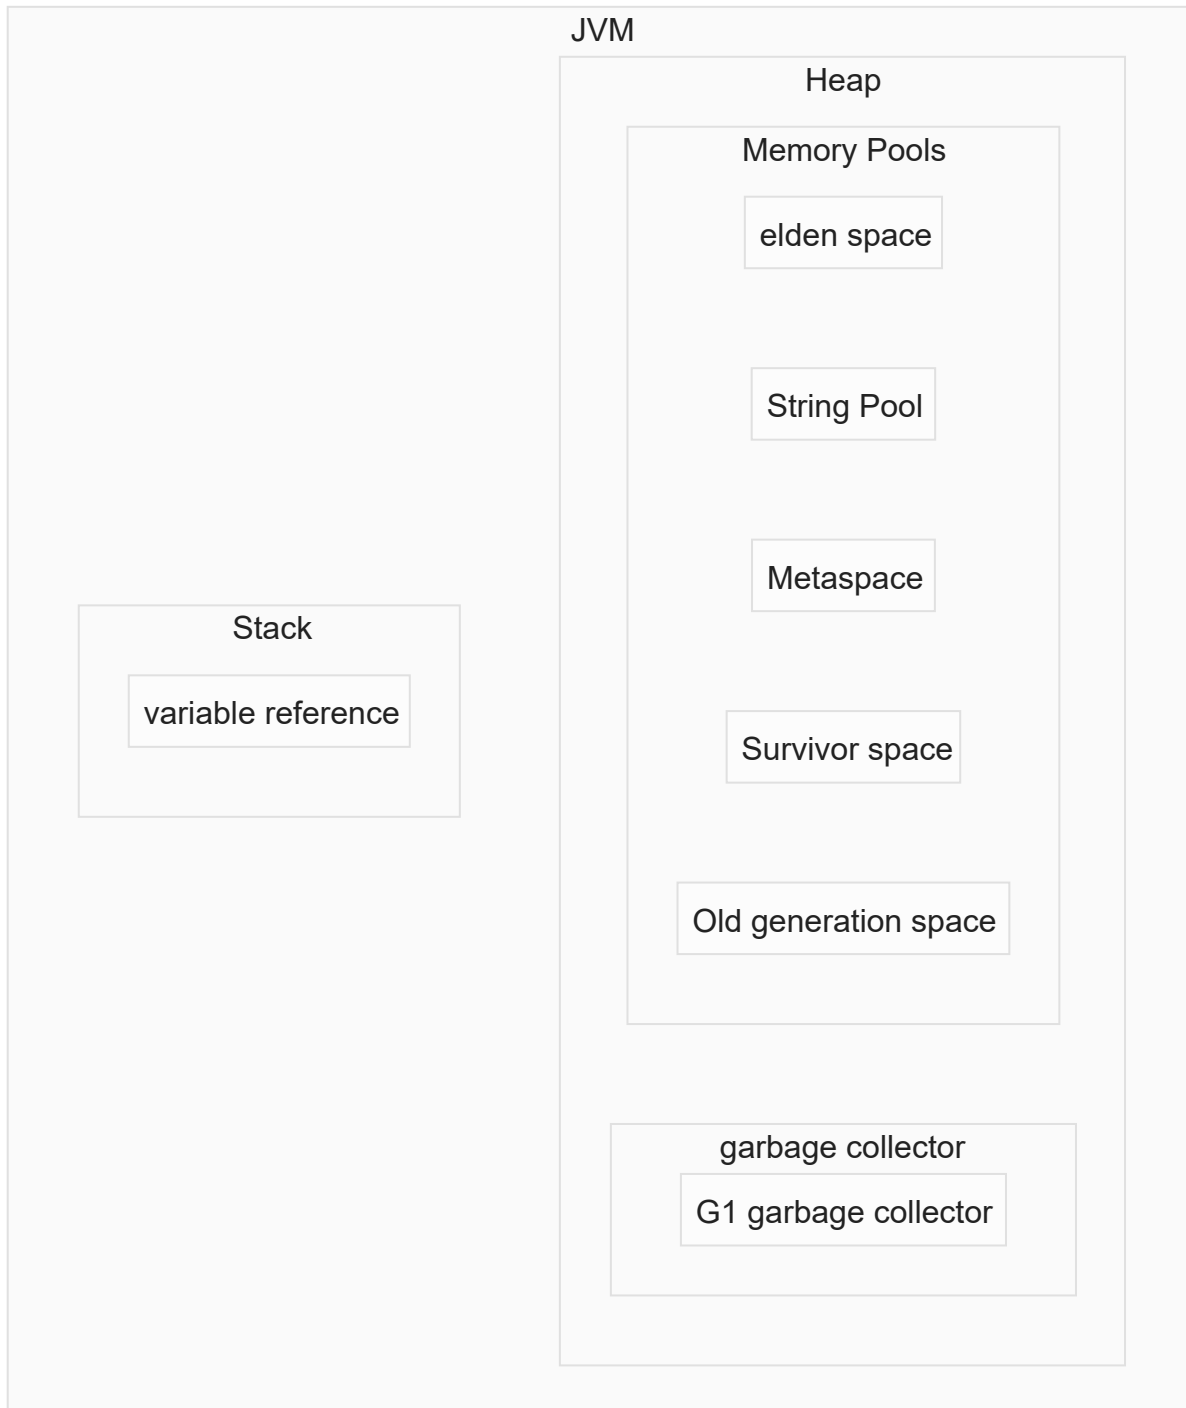 JVM
Heap
Memory Pools
elden space
String Pool
Metaspace
Stack
variable reference
Survivor space
Old generation space
garbage collector
G1 garbage collector